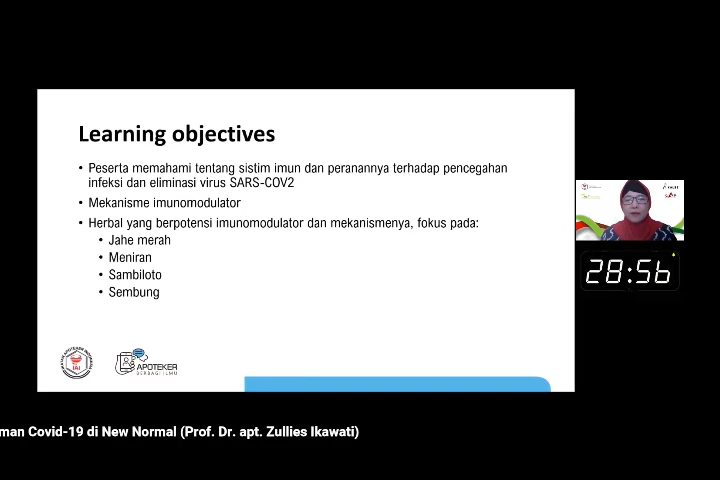 Learning objectives
• Peserta memahami tentang sistim imun dan peranannya terhadap pencegahan
infeksi dan eliminasi virus SARS-COV2
• Mekanisme imunomodulator
• Herbal yang berpotensi imunomodulator dan mekanismenya, fokus pada:
• Jahe merah
• Meniran
• Sambiloto
• Sembung
28:56
IAI
APOTEKER
BERBAGI ILMU
man Covid-19 di New Normal (Prof. Dr. apt. Zullies Ikawati)